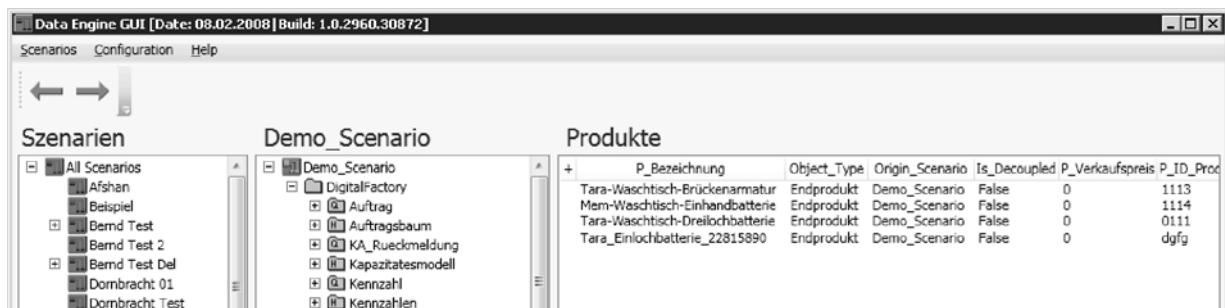 Data Engine GUI [Date: 08.02.2008|Build: 1.0.2960.30872]
Scenarios Configuration Help
Szenarien
All Scenarios
Afshan
Beispiel
Bernd Test
Bernd Test 2
Bernd Test Del
Dornbracht 01
Dornbracht Test
Demo_Scenario
Demo_Scenario
DigitalFactory
Auftrag
Auftragsbaum
KA_Rueckmeldung
Kapazitatesmodell
Kennzahl
Kennzahlen
Produkte
+ P_Bezeichnung Object_Type Origin_Scenario Is_Decoupled P_Verkaufspreis P_ID_Prod
Tara-Waschtisch-Brückenarmatur Endprodukt Demo_Scenario False 0 1113
Mem-Waschtisch-Einhandbatterie Endprodukt Demo_Scenario False 0 1114
Tara-Waschtisch-Dreilochbatterie Endprodukt Demo_Scenario False 0 0111
Tara_Einlochbatterie_22815890 Endprodukt Demo_Scenario False 0 dgfg